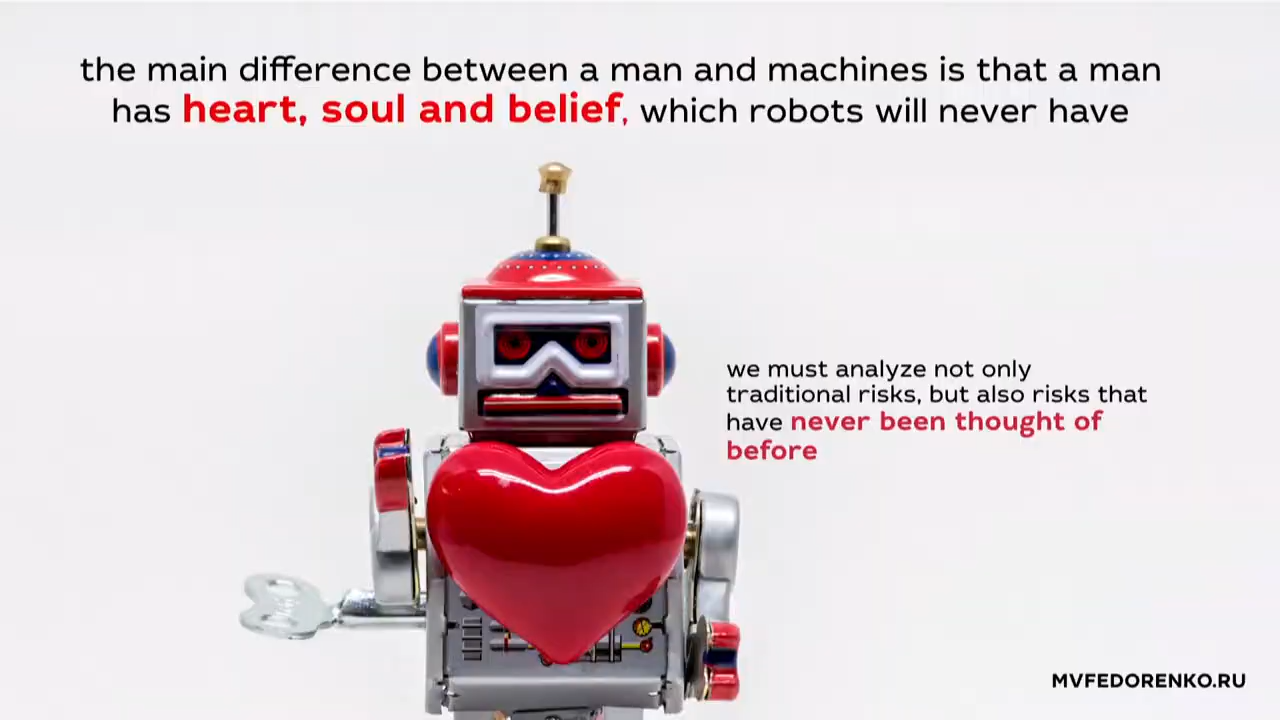 the main difference between a man and machines is that a man
has heart, soul and belief, which robots will never have
we must analyze not only
traditional risks, but also risks that
have never been thought of
before
MVFEDORENKO.RU